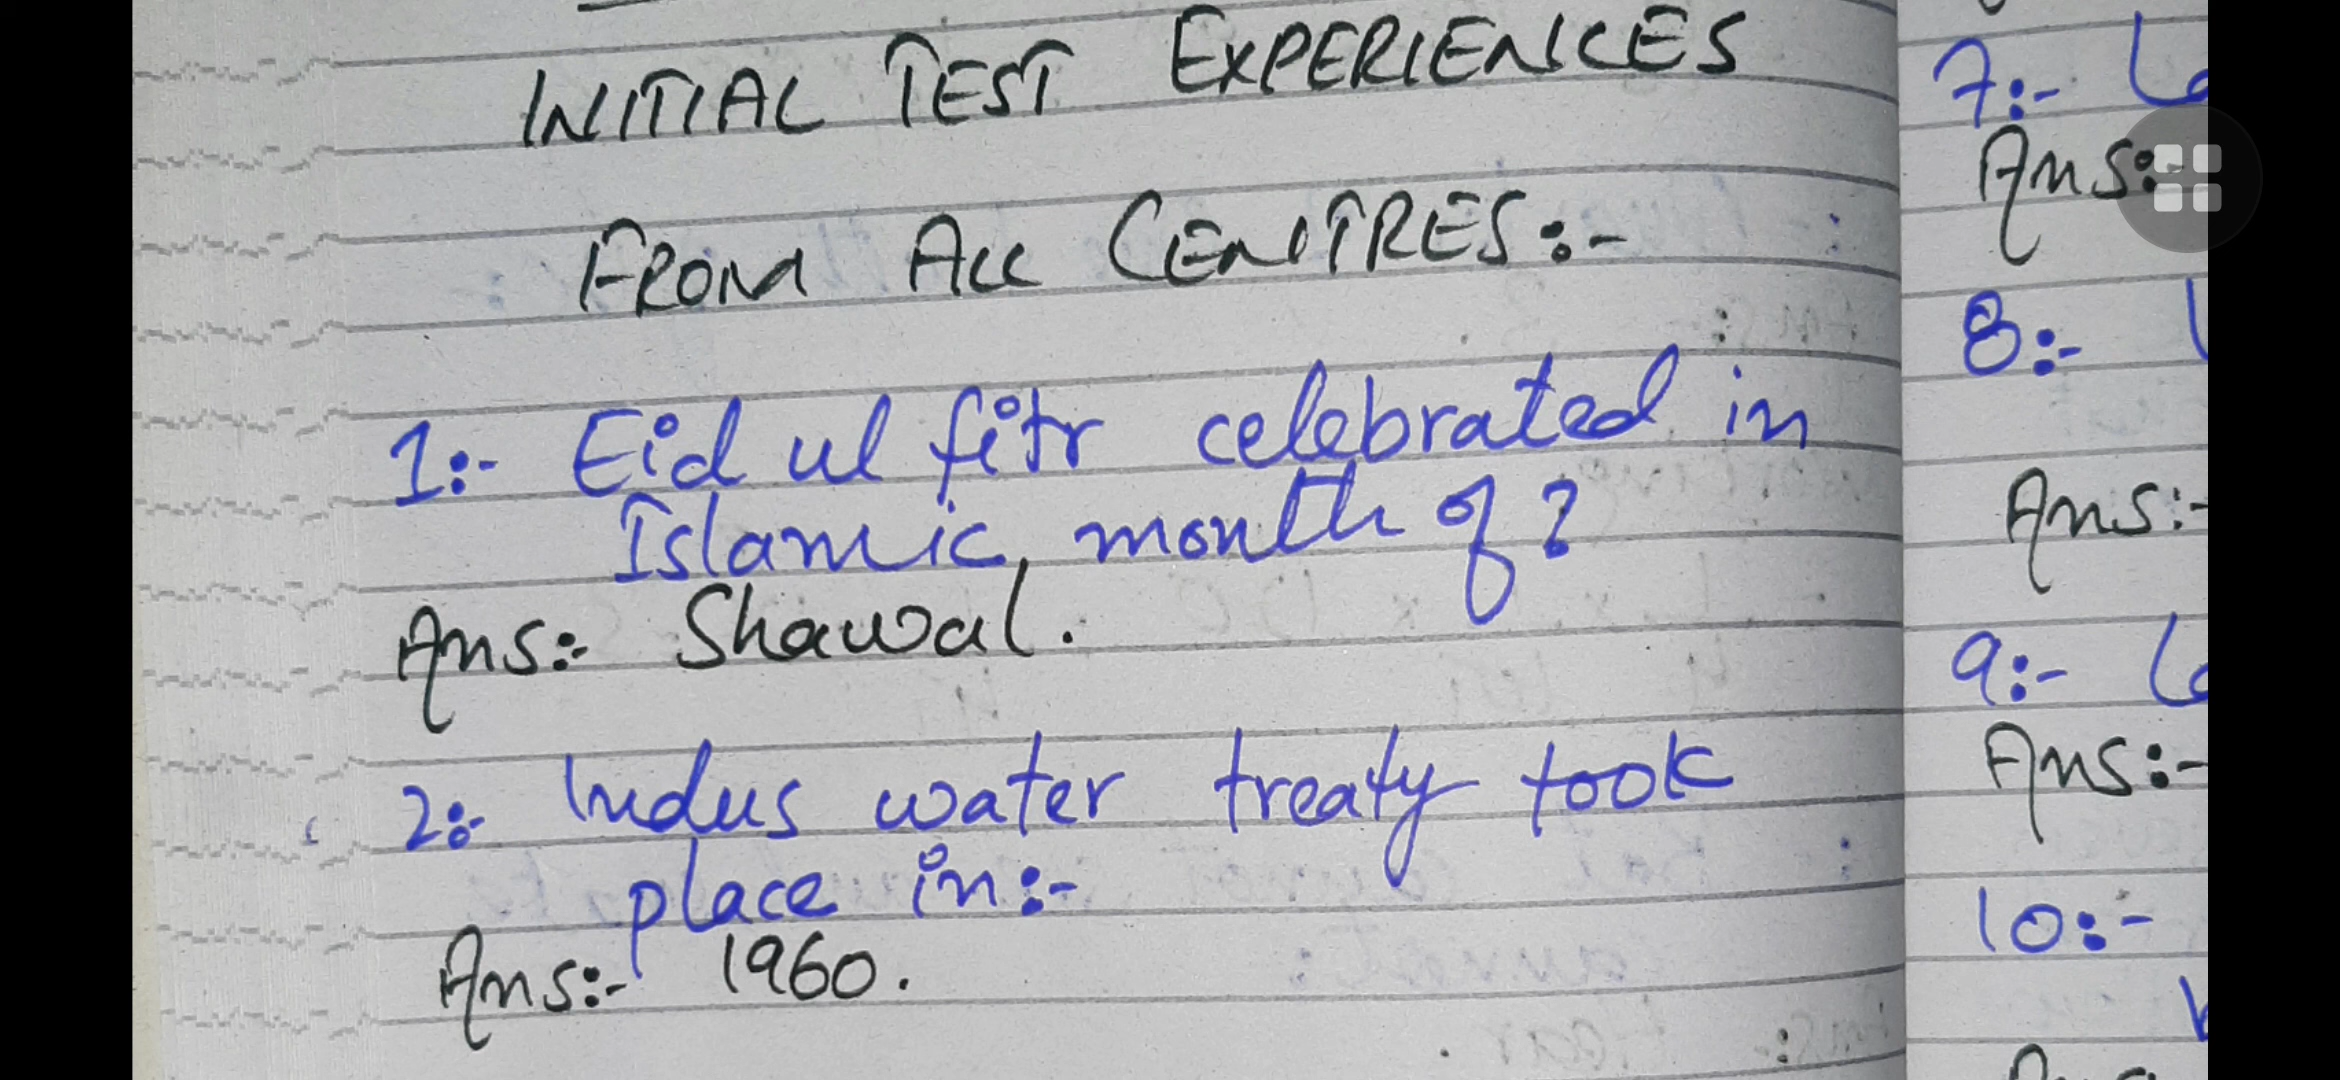 INITIAL TEST EXPERIENCES
FROM ALL CENTRES:-
1:- Eid ul fitr celebrated in
Islamic month of?
Ans:- Shawal.
2:- Indus water treaty took
place in:-
Ans:- 1960.
7:-
Ans:
8:-
Ans:-
9:-
Ans:-
10:-